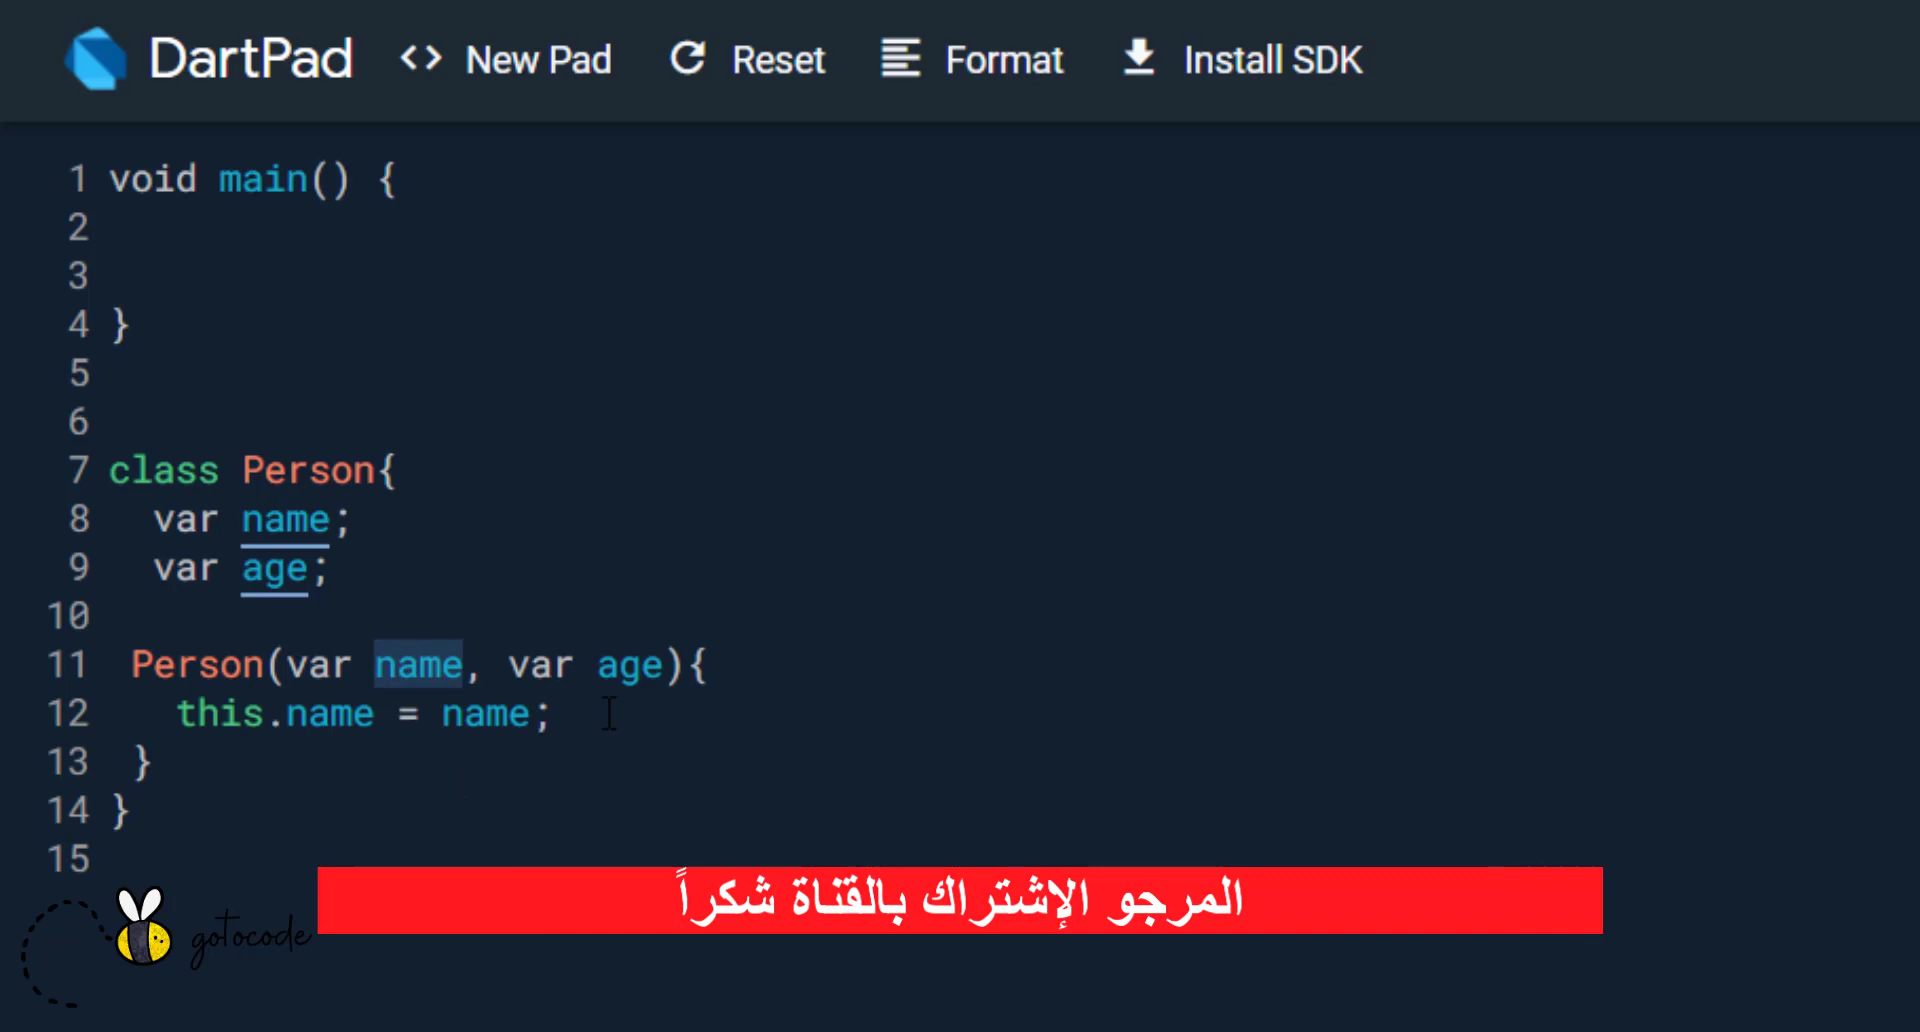 DartPad <> New Pad Reset Format Install SDK
1 void main() {
2
3
4 }
5
6
7 class Person{
8   var name;
9   var age;
10
11  Person(var name, var age){
12    this.name = name;
13  }
14 }
15
المرجو الإشتراك بالقناة شكراً
gotocode